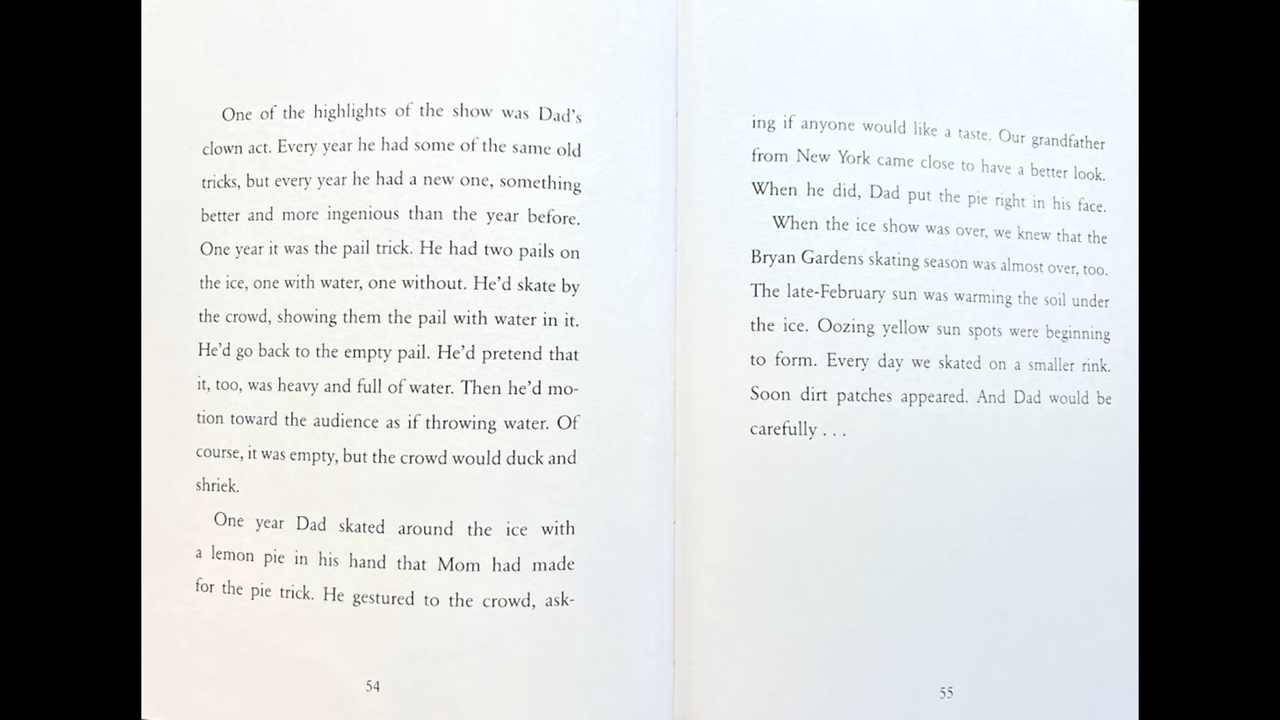 One of the highlights of the show was Dad's
clown act. Every year he had some of the same old
tricks, but every year he had a new one, something
better and more ingenious than the year before.
One year it was the pail trick. He had two pails on
the ice, one with water, one without. He'd skate by
the crowd, showing them the pail with water in it.
He'd go back to the empty pail. He'd pretend that
it, too, was heavy and full of water. Then he'd mo-
tion toward the audience as if throwing water. Of
course, it was empty, but the crowd would duck and
shriek.
One year Dad skated around the ice with
a lemon pie in his hand that Mom had made
for the pie trick. He gestured to the crowd, ask-
54
ing if anyone would like a taste. Our grandfather
from New York came close to have a better look.
When he did, Dad put the pie right in his face.
When the ice show was over, we knew that the
Bryan Gardens skating season was almost over, too.
The late-February sun was warming the soil under
the ice. Oozing yellow sun spots were beginning
to form. Every day we skated on a smaller rink.
Soon dirt patches appeared. And Dad would be
carefully . . .
55